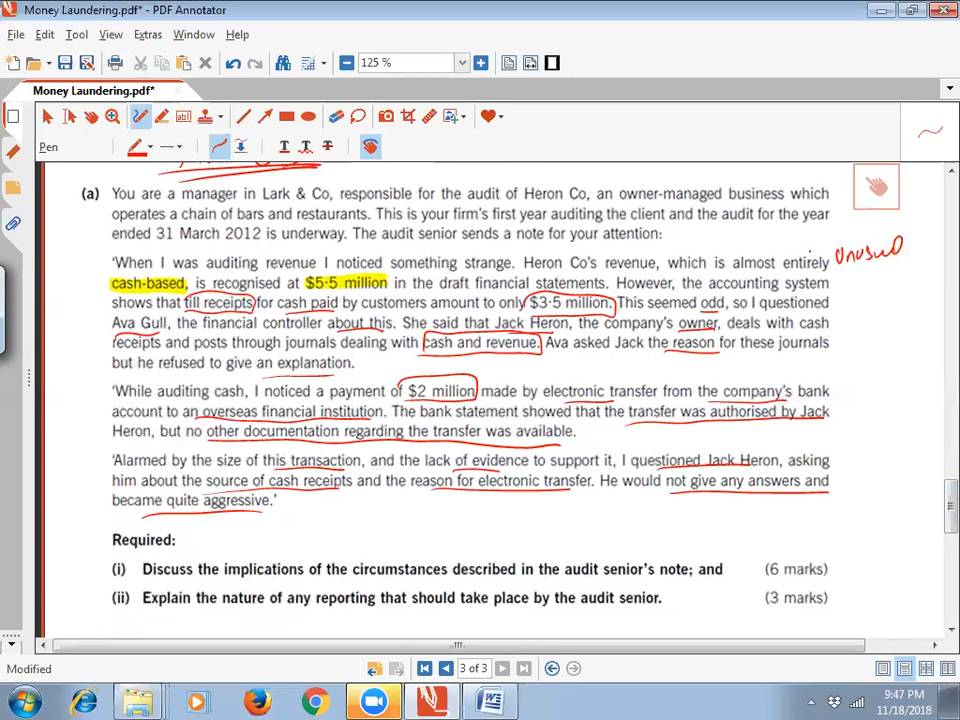 Money Laundering.pdf* - PDF Annotator
File Edit Tool View Extras Window Help
125 %
Money Laundering.pdf* ×
Pen
(a) You are a manager in Lark & Co, responsible for the audit of Heron Co, an owner-managed business which
operates a chain of bars and restaurants. This is your firm's first year auditing the client and the audit for the year
ended 31 March 2012 is underway. The audit senior sends a note for your attention:
Unusual
'When I was auditing revenue I noticed something strange. Heron Co's revenue, which is almost entirely
cash-based, is recognised at $5·5 million in the draft financial statements. However, the accounting system
shows that till receipts for cash paid by customers amount to only $3·5 million. This seemed odd, so I questioned
Ava Gull, the financial controller about this. She said that Jack Heron, the company's owner, deals with cash
receipts and posts through journals dealing with cash and revenue. Ava asked Jack the reason for these journals
but he refused to give an explanation.
'While auditing cash, I noticed a payment of $2 million made by electronic transfer from the company's bank
account to an overseas financial institution. The bank statement showed that the transfer was authorised by Jack
Heron, but no other documentation regarding the transfer was available.
'Alarmed by the size of this transaction, and the lack of evidence to support it, I questioned Jack Heron, asking
him about the source of cash receipts and the reason for electronic transfer. He would not give any answers and
became quite aggressive.'
Required:
(i) Discuss the implications of the circumstances described in the audit senior's note; and (6 marks)
(ii) Explain the nature of any reporting that should take place by the audit senior. (3 marks)
Modified
3 of 3
9:47 PM
11/18/2018